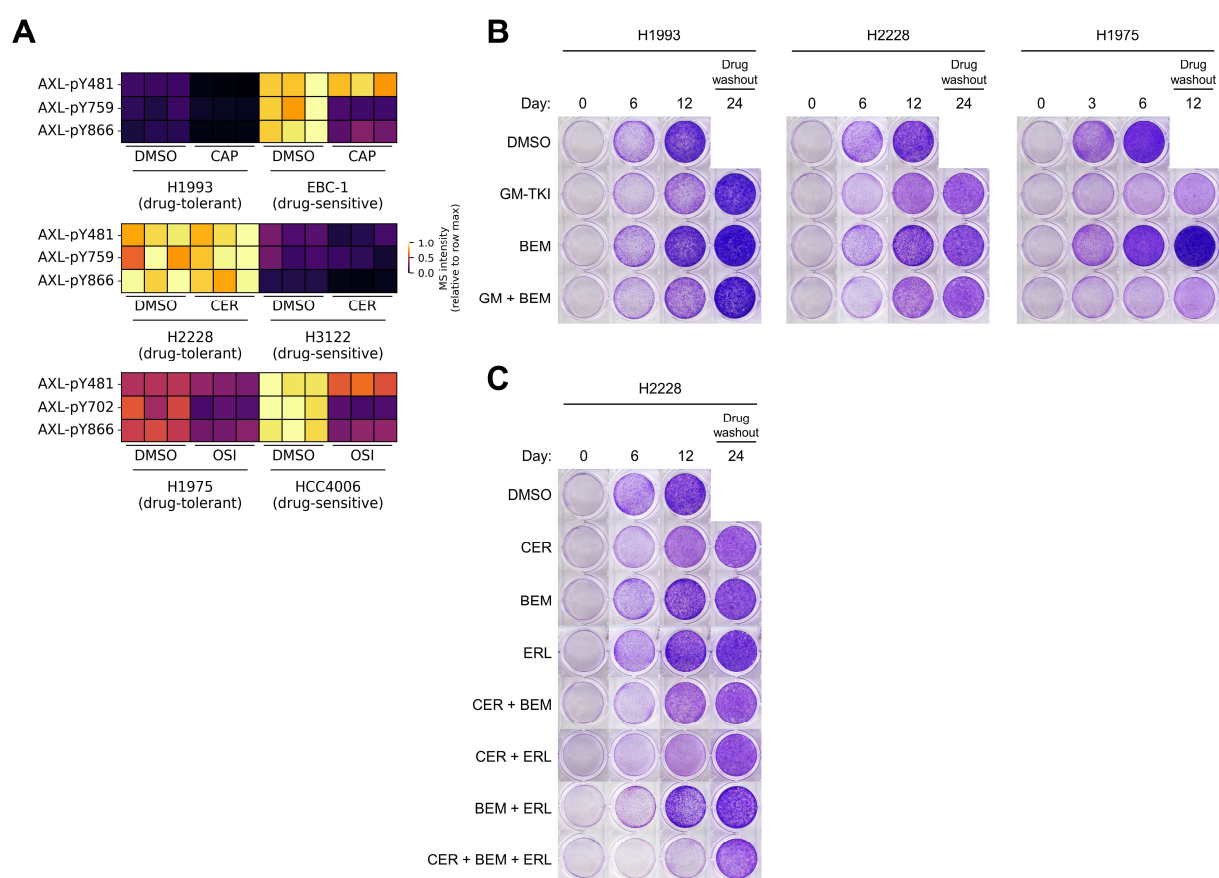 A
AXL-pY481
AXL-pY759
AXL-pY866
DMSO CAP DMSO CAP
H1993 EBC-1
(drug-tolerant) (drug-sensitive)
AXL-pY481
AXL-pY759
AXL-pY866
DMSO CER DMSO CER
H2228 H3122
(drug-tolerant) (drug-sensitive)
1.0
0.5
0.0
MS intensity
(relative to row max)
AXL-pY481
AXL-pY702
AXL-pY866
DMSO OSI DMSO OSI
H1975 HCC4006
(drug-tolerant) (drug-sensitive)
B
H1993 H2228 H1975
Drug Drug Drug
washout washout washout
Day: 0 6 12 24 0 6 12 24 0 3 6 12
DMSO
GM-TKI
BEM
GM + BEM
C
H2228
Drug
washout
Day: 0 6 12 24
DMSO
CER
BEM
ERL
CER + BEM
CER + ERL
BEM + ERL
CER + BEM + ERL